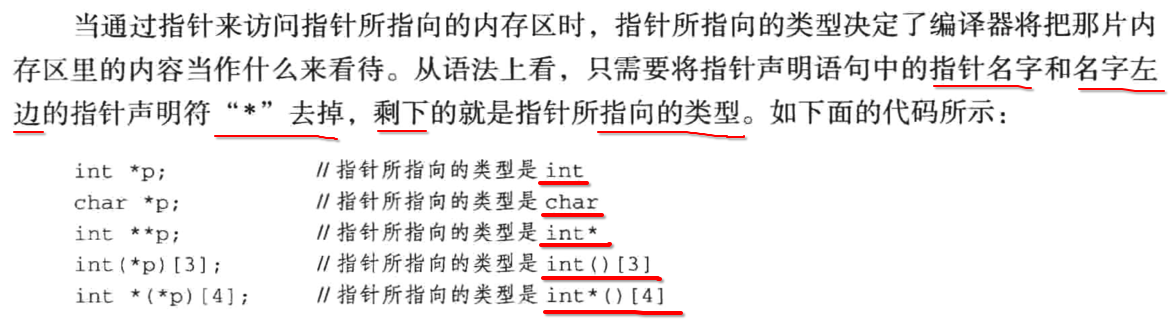 当通过指针来访问指针所指向的内存区时，指针所指向的类型决定了编译器将把那片内
存区里的内容当作什么来看待。从语法上看，只需要将指针声明语句中的指针名字和名字左
边的指针声明符“*”去掉，剩下的就是指针所指向的类型。如下面的代码所示：
int *p; //指针所指向的类型是 int
char *p; //指针所指向的类型是 char
int **p; //指针所指向的类型是 int*
int(*p)[3]; //指针所指向的类型是 int()[3]
int *(*p)[4]; //指针所指向的类型是 int*()[4]